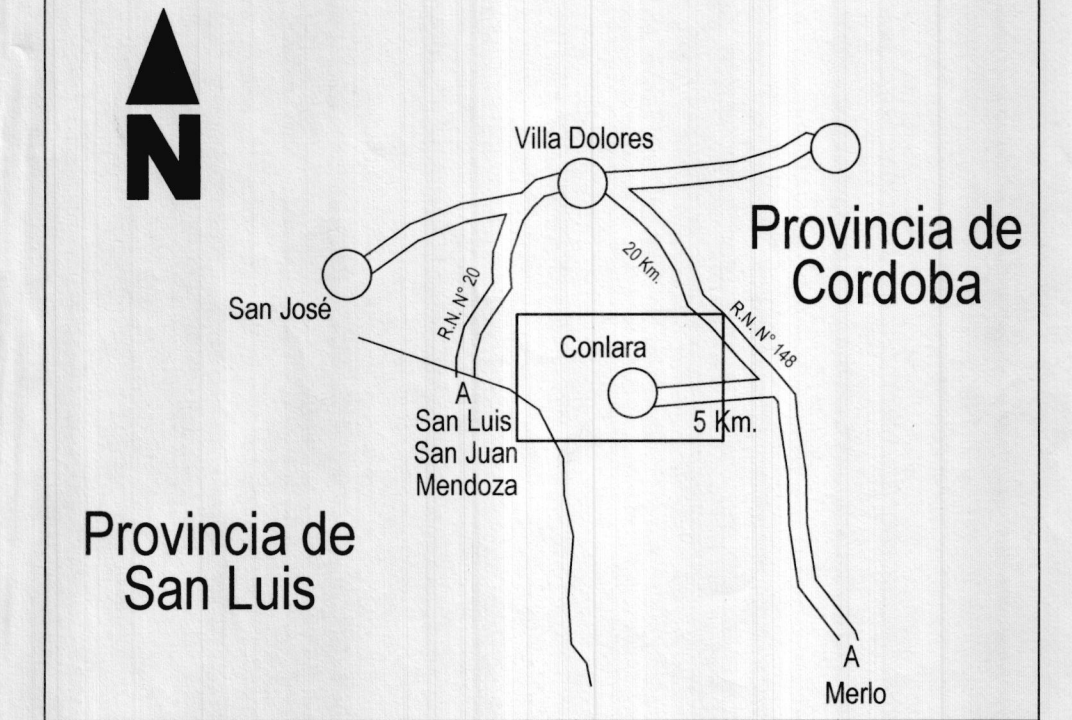 N
Villa Dolores
Provincia de
Cordoba
20 Km.
R.N. N° 20
San José
R.N. N° 148
Conlara
5 Km.
A
San Luis
San Juan
Mendoza
Provincia de
San Luis
A
Merlo